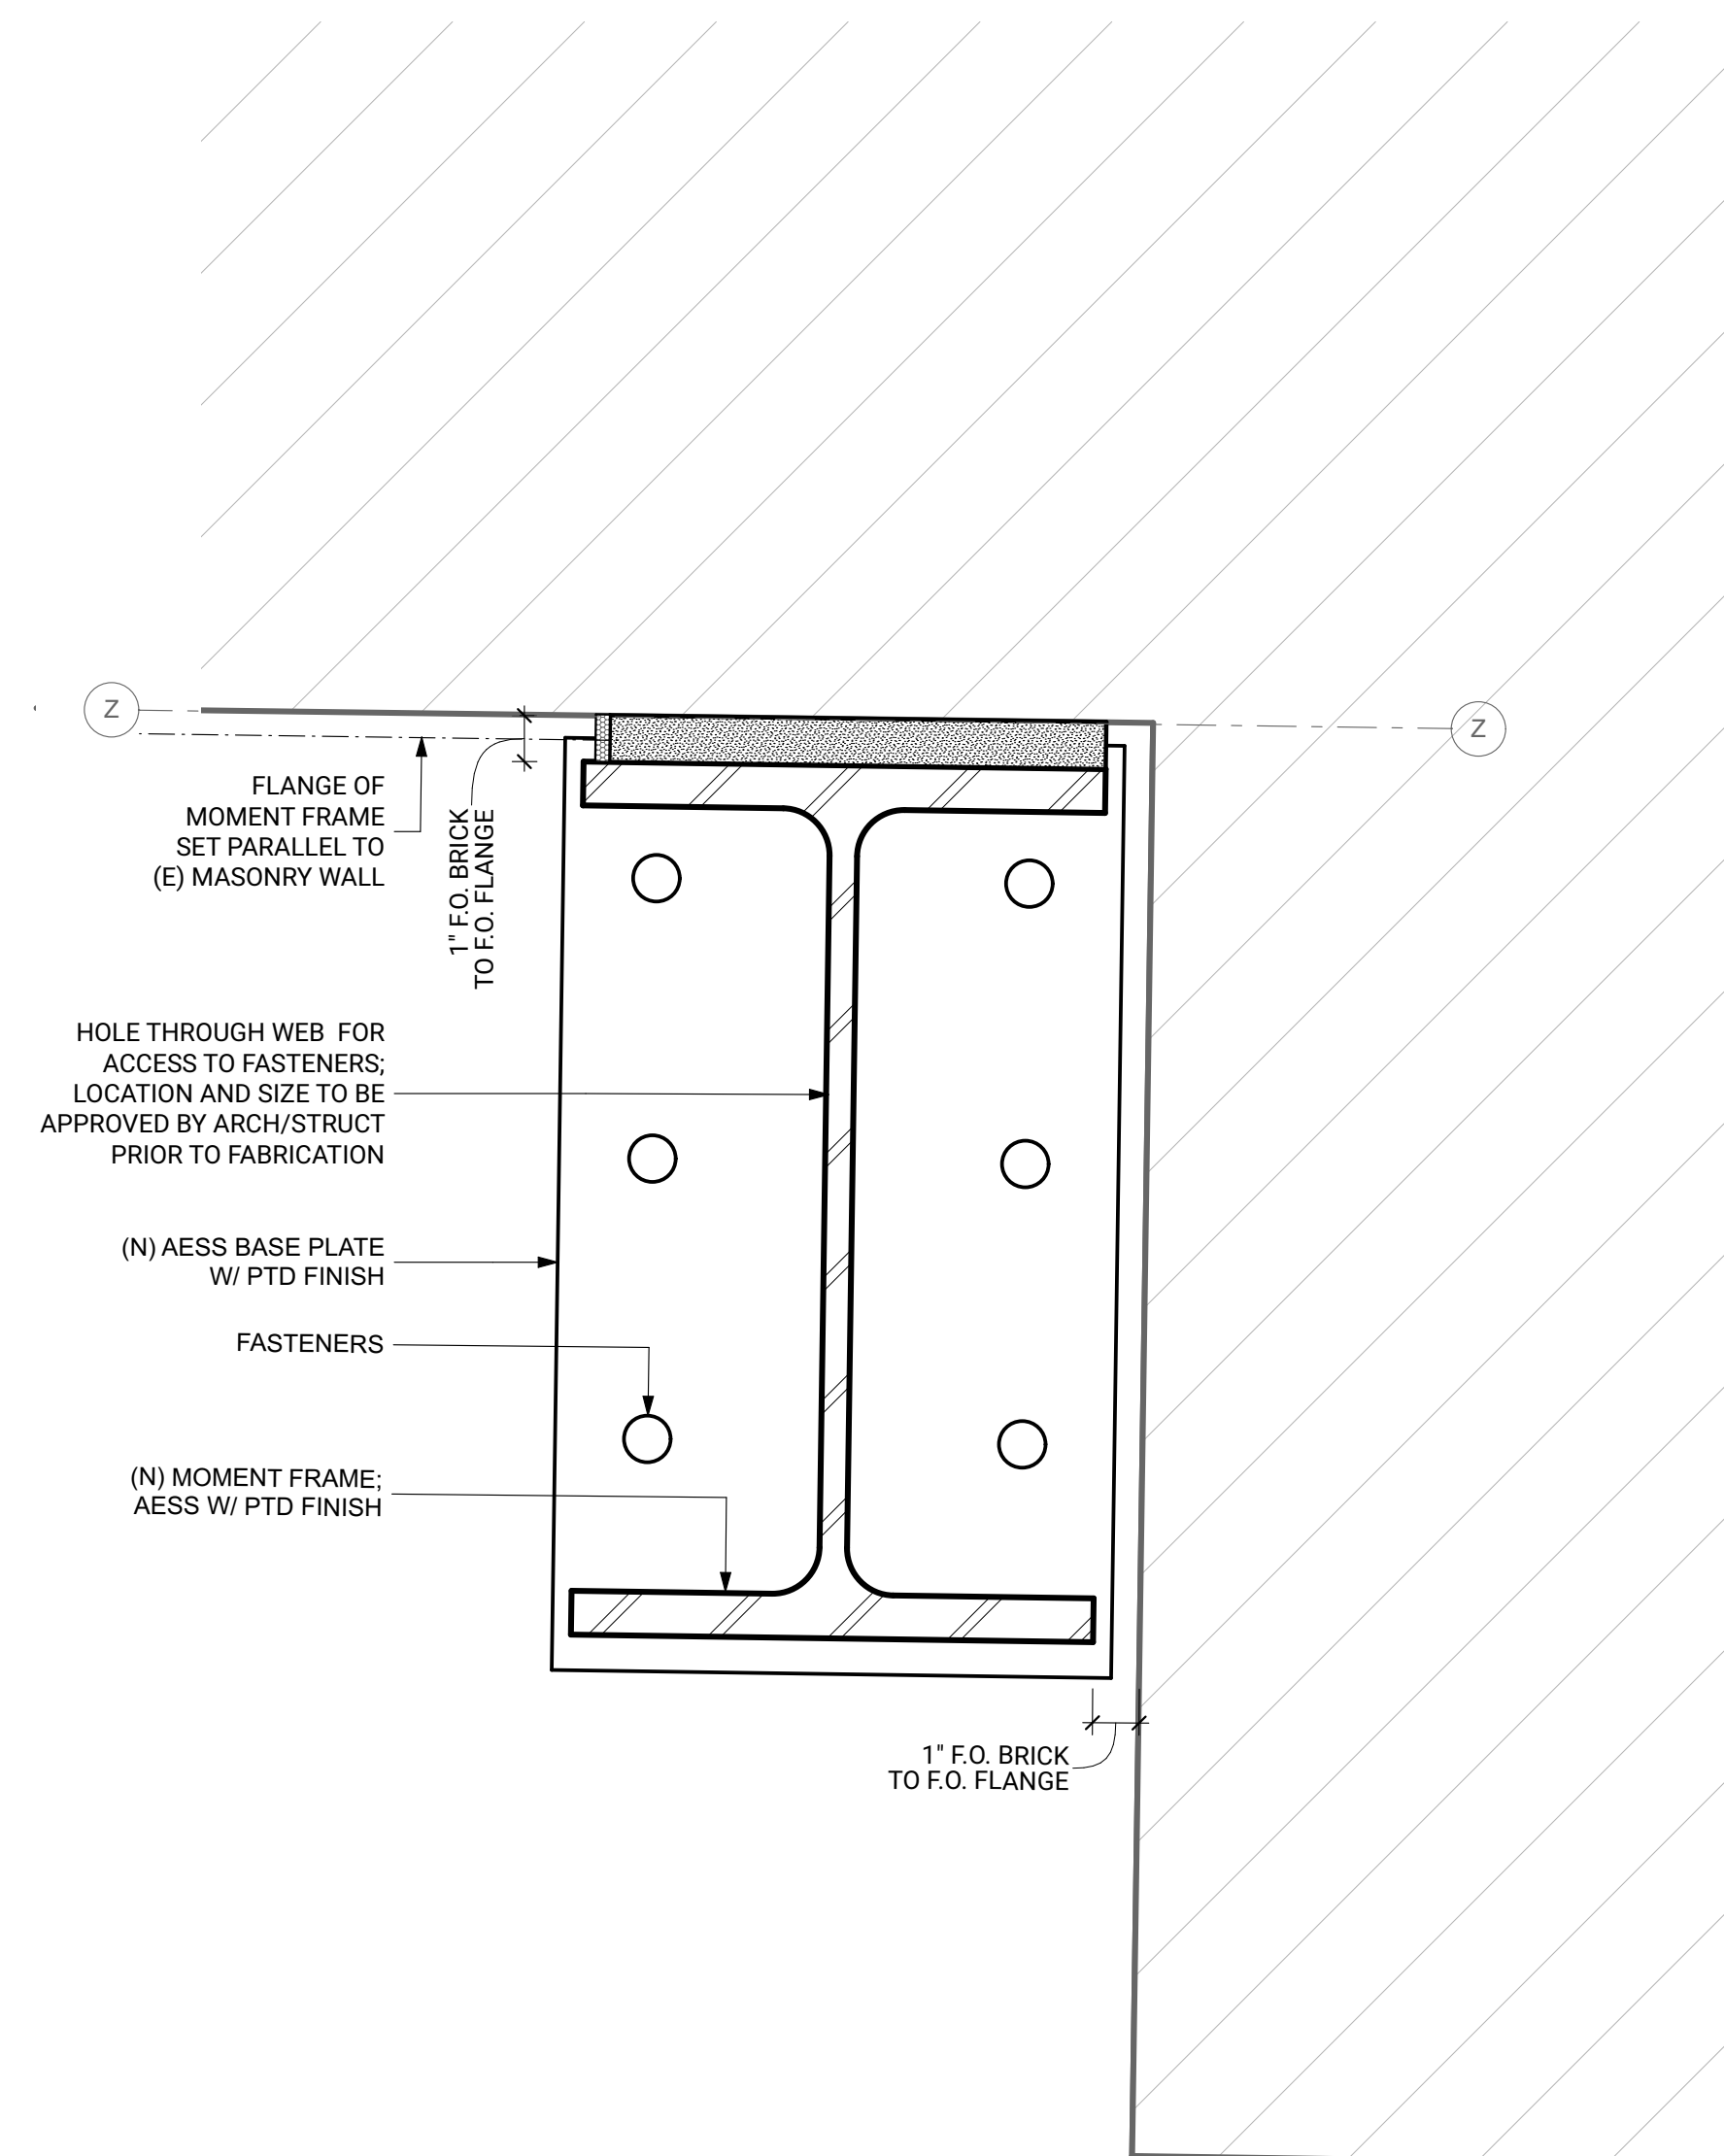 Z
Z
FLANGE OF
MOMENT FRAME
SET PARALLEL TO
(E) MASONRY WALL
1" F.O. BRICK
TO F.O. FLANGE
HOLE THROUGH WEB  FOR
ACCESS TO FASTENERS;
LOCATION AND SIZE TO BE
APPROVED BY ARCH/STRUCT
PRIOR TO FABRICATION
(N) AESS BASE PLATE
W/ PTD FINISH
FASTENERS
(N) MOMENT FRAME;
AESS W/ PTD FINISH
1" F.O. BRICK
TO F.O. FLANGE